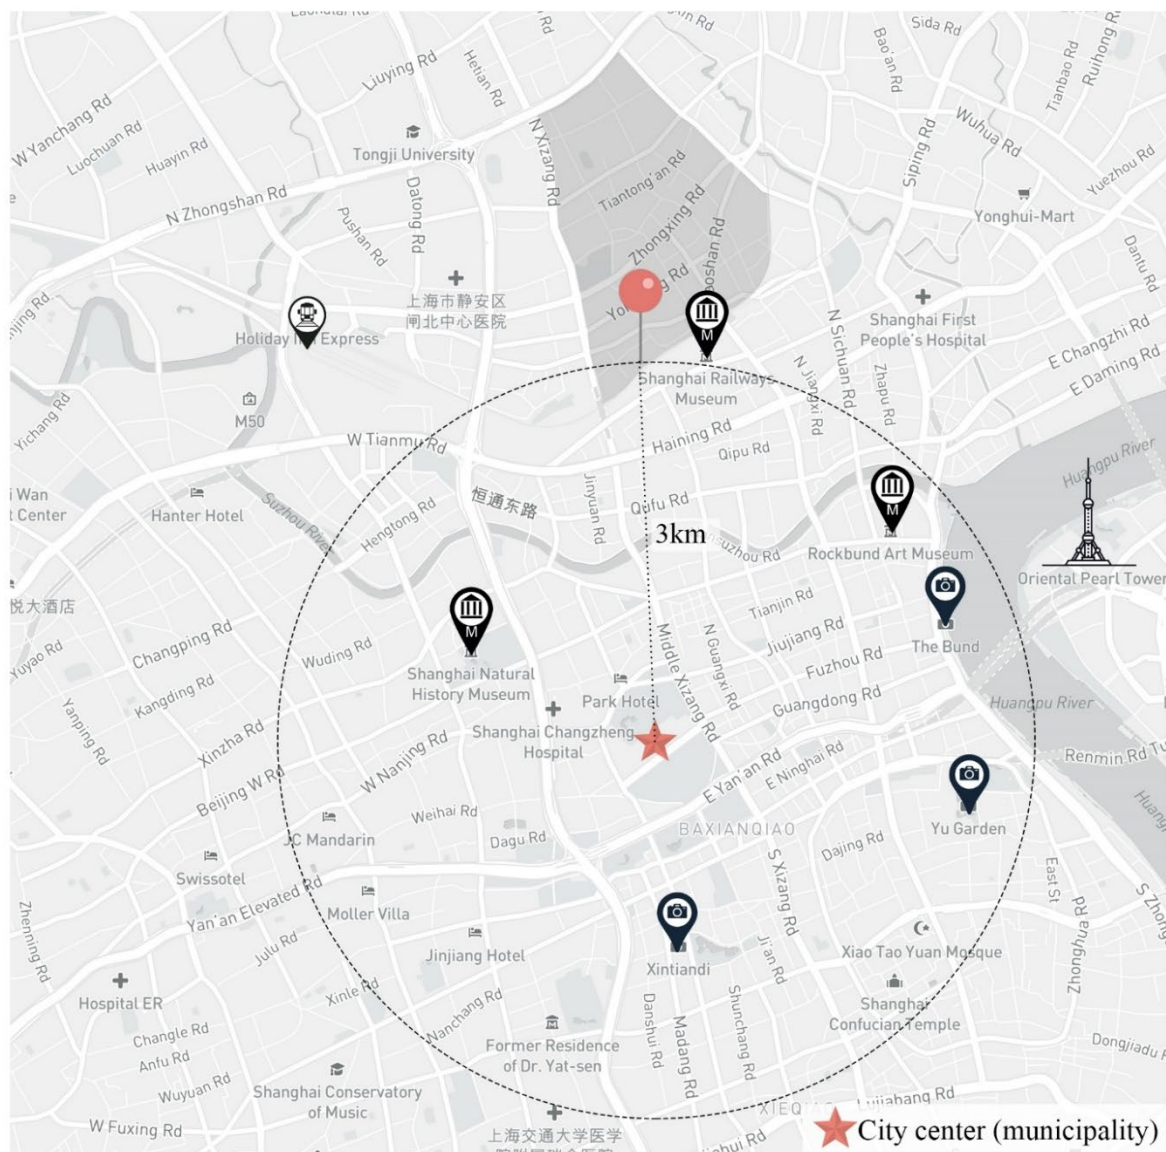 Liuying Rd
Hetian Rd
W Yanchang Rd
Luochuan Rd
Huayin Rd
Tongji University
N Xizang Rd
N Zhongshan Rd
Datong Rd
Pushan Rd
Tiantong'an Rd
Zhongxing Rd
Siping Rd
Bao'an Rd
Sida Rd
Tianbao Rd
Ruihong Rd
Wuhua Rd
Yuezhou Rd
Yonghui-Mart
Dantu Rd
上海市静安区
闸北中心医院
Shanghai First
People's Hospital
E Changzhi Rd
E Daming Rd
N Sichuan Rd
N Jiangxi Rd
Zhapu Rd
M
Shanghai Railways
Museum
M50
Yichang Rd
W Tianmu Rd
Haining Rd
Qipu Rd
Hanter Hotel
Suzhou River
Hengtong Rd
恒通东路
Jinyuan Rd
Qufu Rd
3km
M
Rockbund Art Museum
Huangpu River
Oriental Pearl Tower
悦大酒店
Changping Rd
Wuding Rd
Yuyao Rd
Kangding Rd
Yanping Rd
Xinzha Rd
Beijing W Rd
W Nanjing Rd
M
Shanghai Natural
History Museum
Park Hotel
Shanghai Changzheng
Hospital
Middle Xizang Rd
N Guangxi Rd
Tianjin Rd
Jiujiang Rd
Fuzhou Rd
Guangdong Rd
The Bund
Huangpu River
Renmin Rd
E Yan'an Rd
E Ninghai Rd
Yu Garden
BAXIANQIAO
Dajing Rd
Weihai Rd
Dagu Rd
JC Mandarin
Swissotel
Moller Villa
Yan'an Elevated Rd
Julu Rd
Zhenning Rd
Jinjiang Hotel
Xintiandi
S Xizang Rd
Ji'an Rd
East St
Zhonghua Rd
Xiao Tao Yuan Mosque
Shanghai
Confucian Temple
Hospital ER
Xinle Rd
Nanchang Rd
Danshui Rd
Madang Rd
Shunchang Rd
Changle Rd
Anfu Rd
Wuyuan Rd
Former Residence
of Dr. Yat-sen
Shanghai Conservatory
of Music
W Fuxing Rd
Lujiabang Rd
上海交通大学医学
City center (municipality)